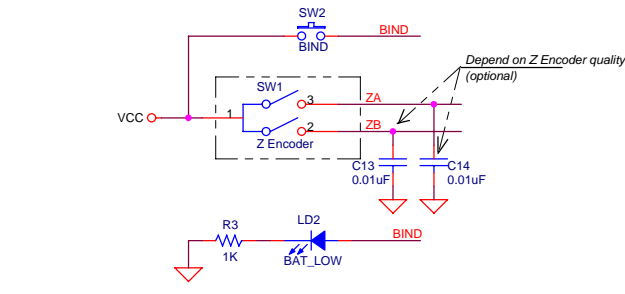 SW2
BIND
BIND
Depend on Z Encoder quality
(optional)
SW1
VCC
1
3
ZA
2
ZB
Z Encoder
C13
0.01uF
C14
0.01uF
R3
1K
LD2
BAT_LOW
BIND